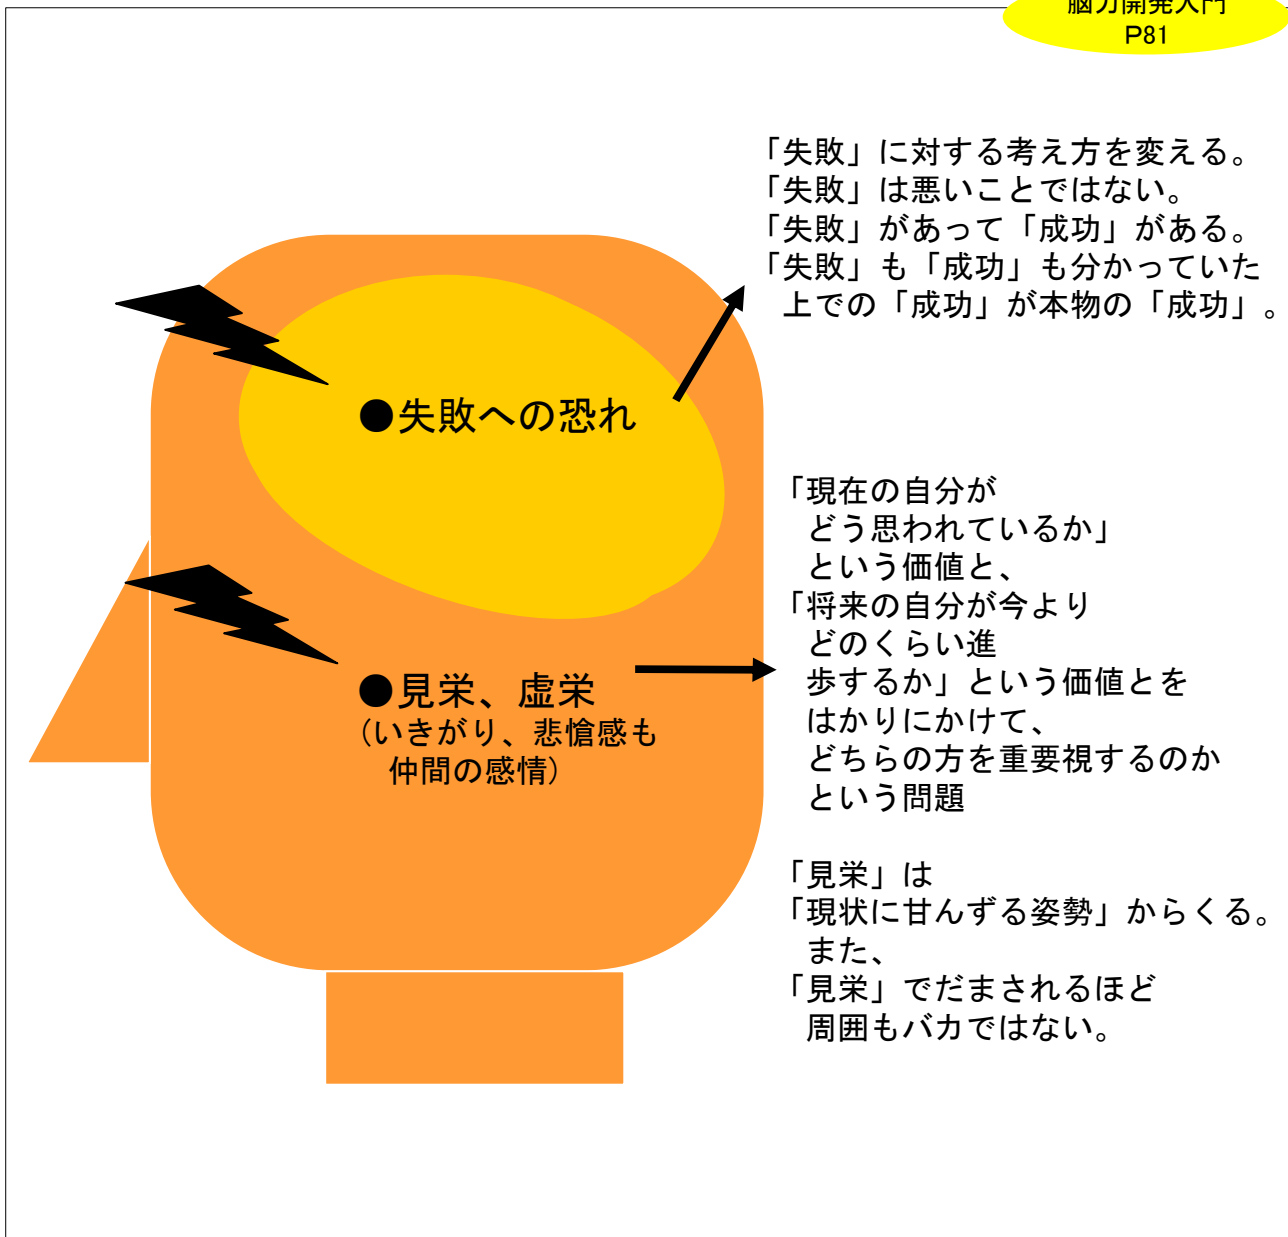 脳力開発入門
P81
「失敗」に対する考え方を変える。
「失敗」は悪いことではない。
「失敗」があって「成功」がある。
「失敗」も「成功」も分かっていた
上での「成功」が本物の「成功」。
●失敗への恐れ
「現在の自分が
どう思われているか」
という価値と、
「将来の自分が今より
どのくらい進
歩するか」という価値とを
はかりにかけて、
どちらの方を重要視するのか
という問題
●見栄、虚栄
(いきがり、悲愴感も
仲間の感情)
「見栄」は
「現状に甘んずる姿勢」からくる。
また、
「見栄」でだまされるほど
周囲もバカではない。